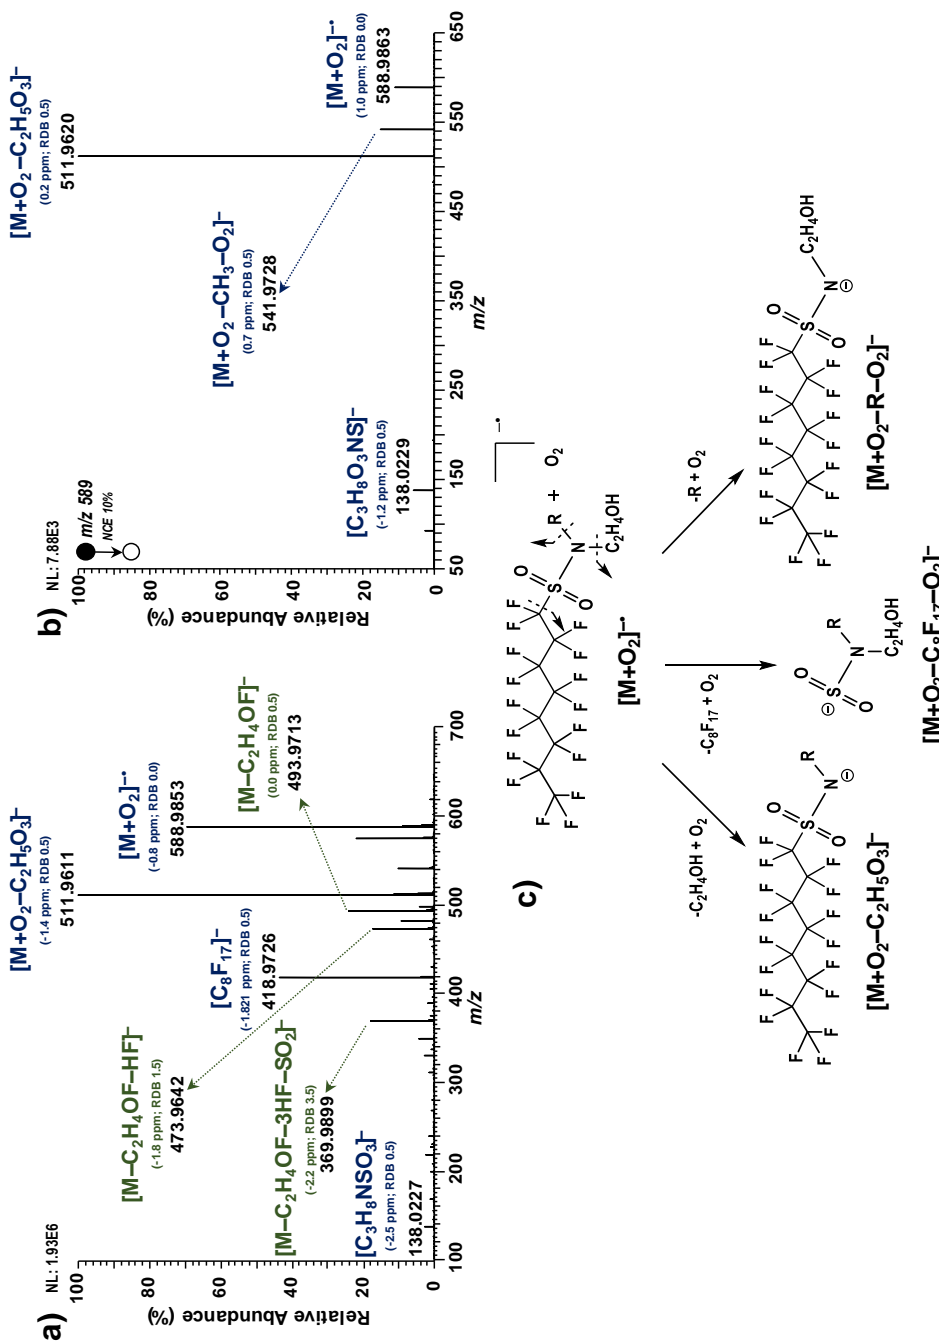 a)
NL: 1.93E6
[M+O₂–C₂H₅O₃]⁻
(-1.4 ppm; RDB 0.5)
511.9611
[M+O₂]⁻•
(-0.8 ppm; RDB 0.0)
588.9853
[M–C₂H₄OF]⁻
(0.0 ppm; RDB 0.5)
493.9713
[C₈F₁₇]⁻
(-1.821 ppm; RDB 0.5)
418.9726
[M–C₂H₄OF–HF]⁻
(-1.8 ppm; RDB 1.5)
473.9642
[M–C₂H₄OF–3HF–SO₂]⁻
(-2.2 ppm; RDB 3.5)
369.9899
[C₃H₈NSO₃]⁻
(-2.5 ppm; RDB 0.5)
138.0227
Relative Abundance (%)
100
80
60
40
20
0
100
200
300
400
500
600
700
m/z
b)
NL: 7.88E3
m/z 589
NCE 10%
[M+O₂–C₂H₅O₃]⁻
(0.2 ppm; RDB 0.5)
511.9620
[M+O₂]⁻•
(1.0 ppm; RDB 0.0)
588.9863
[M+O₂–CH₃–O₂]⁻
(0.7 ppm; RDB 0.5)
541.9728
[C₃H₈O₃NS]⁻
(-1.2 ppm; RDB 0.5)
138.0229
Relative Abundance (%)
100
80
60
40
20
0
50
150
250
350
450
550
650
m/z
c)
F F F F F F F F F F F F F F F F F
S O O N R + O₂
C₂H₄OH
⁻•
[M+O₂]⁻•
-C₂H₄OH + O₂
-C₈F₁₇ + O₂
-R + O₂
F F F F F F F F F F F F F F F F F
S O O N R
[M+O₂–C₂H₅O₃]⁻
S O O N R
C₂H₄OH
[M+O₂–C₈F₁₇–O₂]⁻
F F F F F F F F F F F F F F F F F
S O O N
C₂H₄OH
[M+O₂–R–O₂]⁻